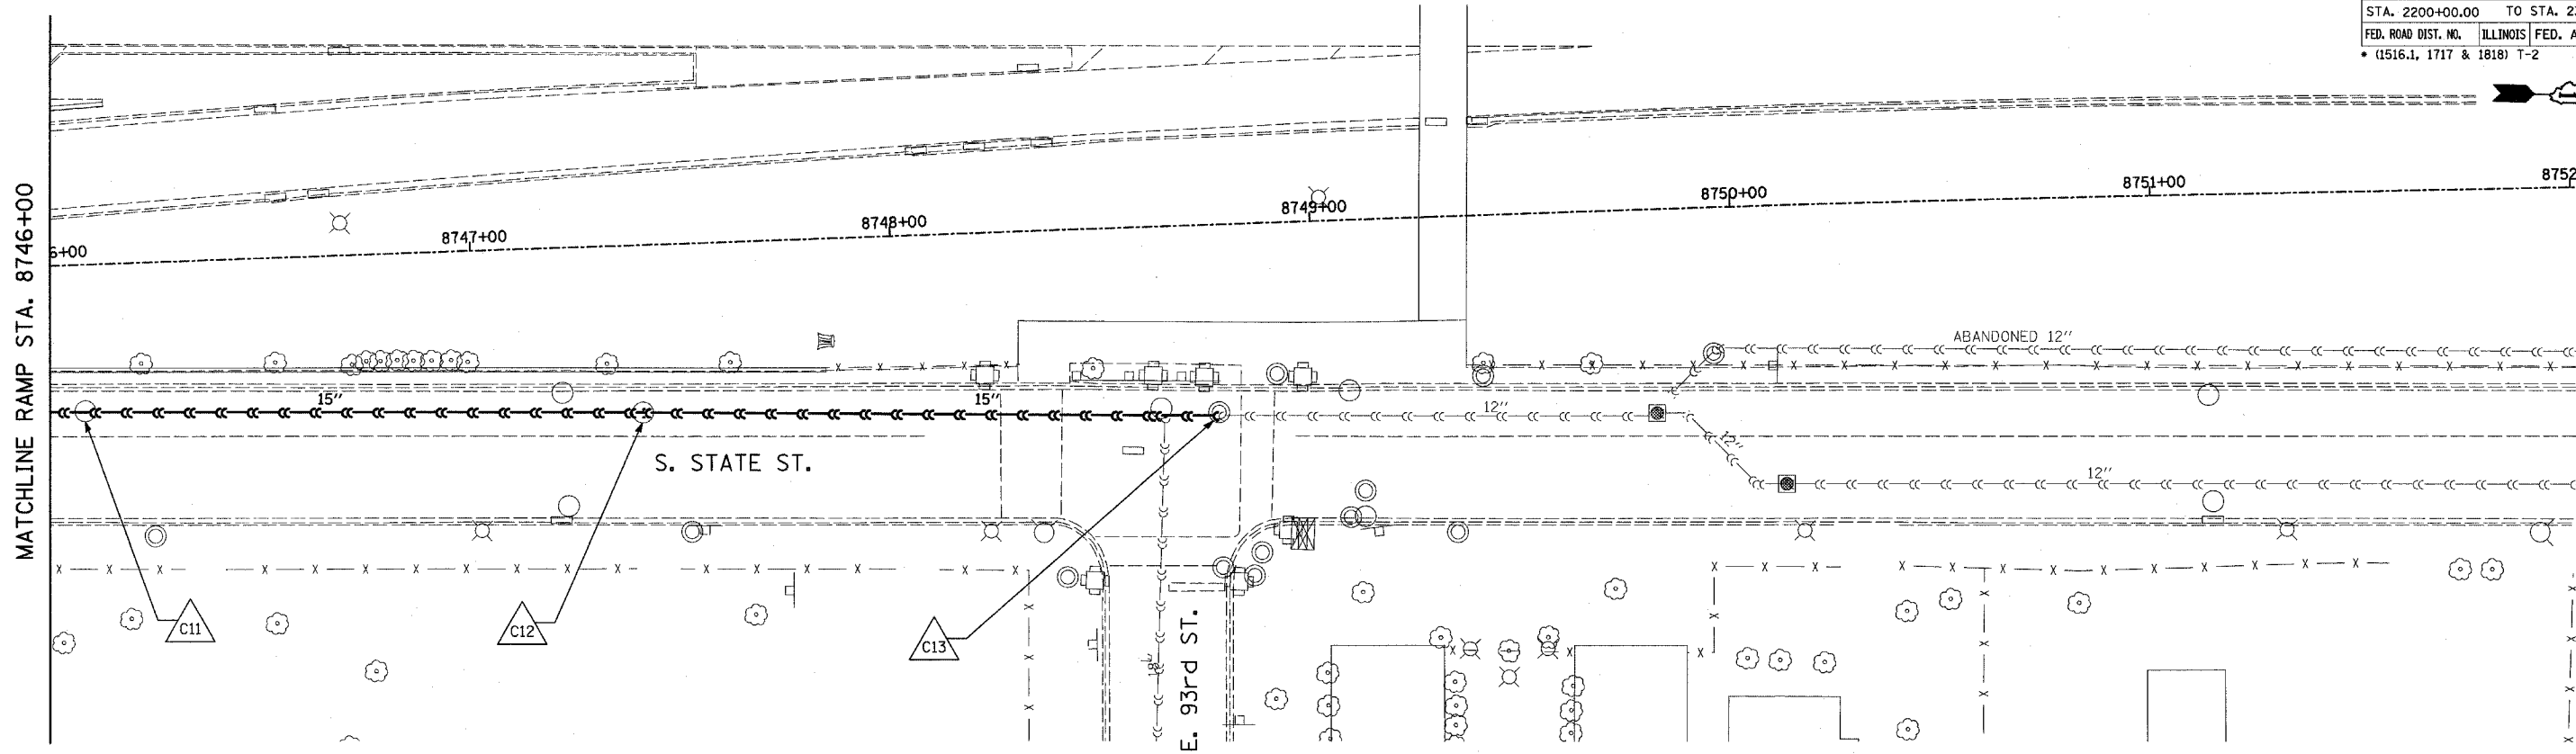 STA. 2200+00.00 TO STA. 2
FED. ROAD DIST. NO. ILLINOIS FED. A
* (1516.1, 1717 & 1818) T-2
MATCHLINE RAMP STA. 8746+00
6+00
8747+00
8748+00
8749+00
8750+00
8751+00
8752
ABANDONED 12"
15"
15"
12"
12"
12"
S. STATE ST.
C11
C12
C13
18"
E. 93rd ST.